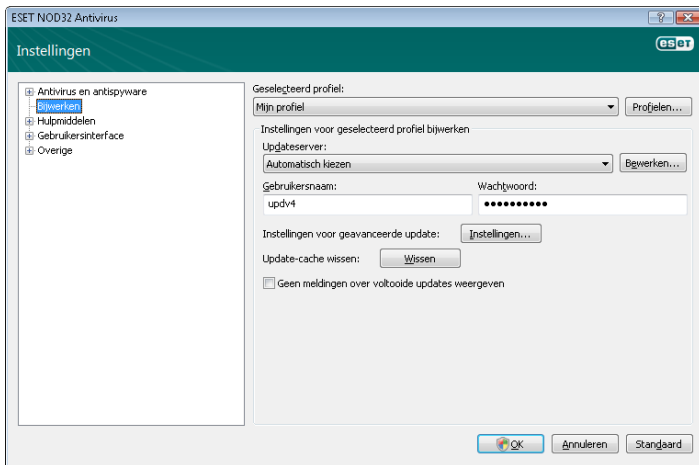 ESET NOD32 Antivirus
Instellingen
eset
Antivirus en antispyware
Bijwerken
Hulpmiddelen
Gebruikersinterface
Overige
Geselecteerd profiel:
Mijn profiel
Profielen...
Instellingen voor geselecteerd profiel bijwerken
Updateserver:
Automatisch kiezen
Bewerken...
Gebruikersnaam:
Wachtwoord:
updv4
●●●●●●●●●●
Instellingen voor geavanceerde update:
Instellingen...
Update-cache wissen:
Wissen
Geen meldingen over voltooide updates weergeven
OK
Annuleren
Standaard